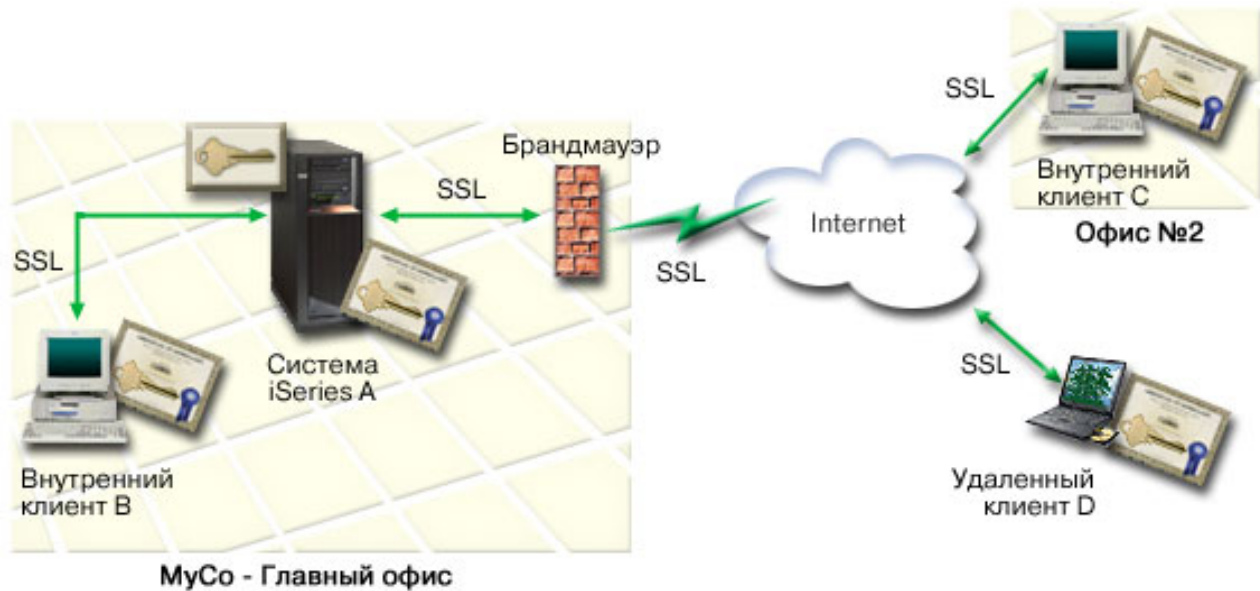 SSL
Внутренний
клиент C
Офис №2
Брандмауэр
SSL
SSL
Internet
SSL
Система
iSeries A
SSL
Внутренний
клиент B
Удаленный
клиент D
MyCo - Главный офис